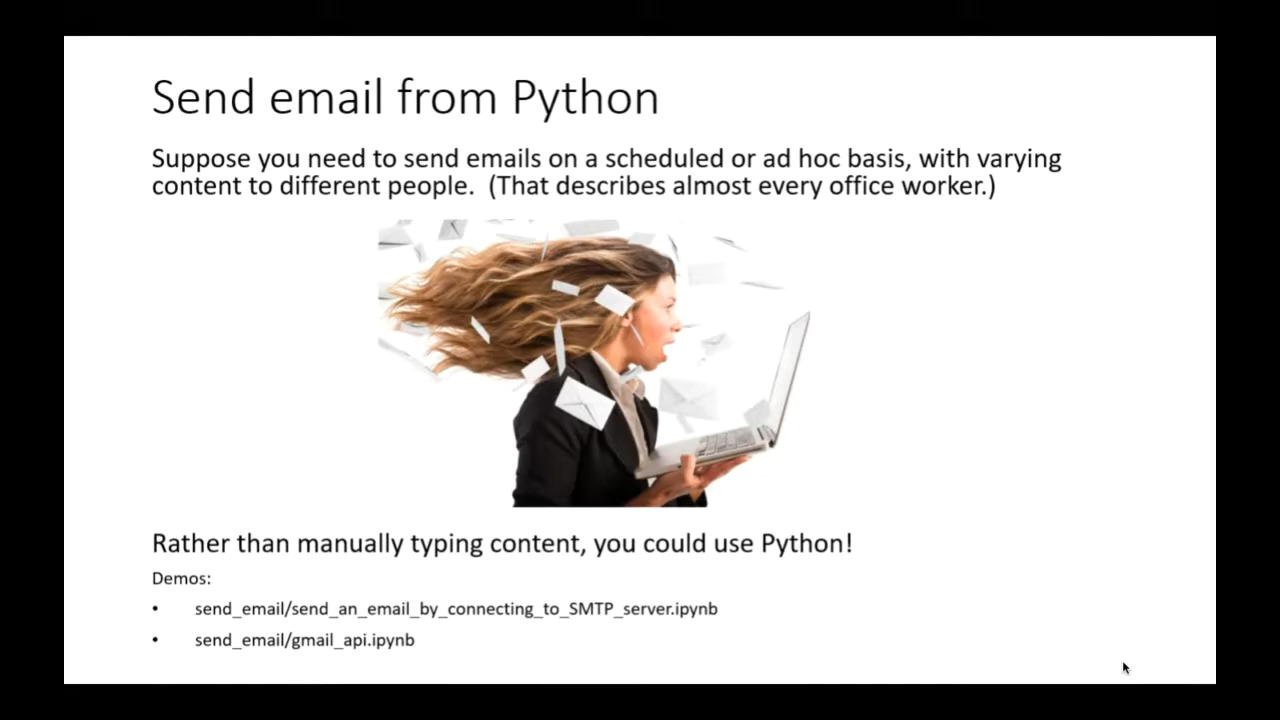 Send email from Python
Suppose you need to send emails on a scheduled or ad hoc basis, with varying
content to different people.  (That describes almost every office worker.)
Rather than manually typing content, you could use Python!
Demos:
• send_email/send_an_email_by_connecting_to_SMTP_server.ipynb
• send_email/gmail_api.ipynb